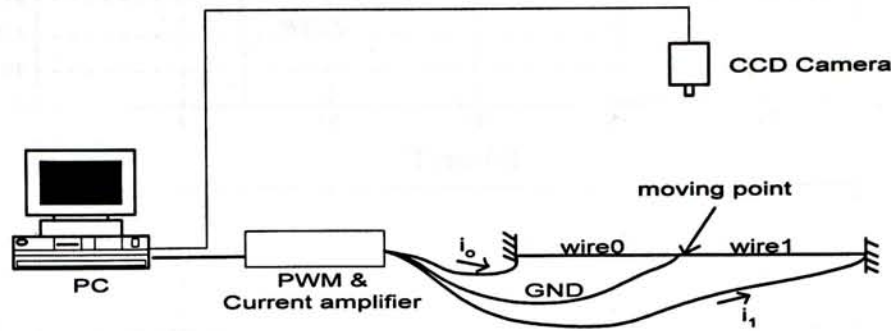 CCD Camera
moving point
i₀
wire0
wire1
PC
PWM &
Current amplifier
GND
i₁